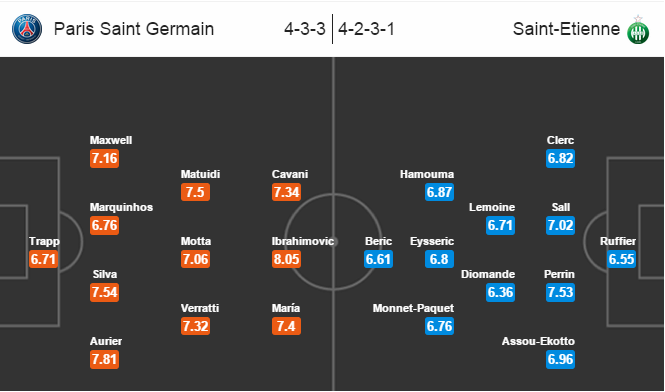 PARIS
Paris Saint Germain
4-3-3
4-2-3-1
Saint-Etienne
Maxwell
7.16
Marquinhos
6.76
Trapp
6.71
Silva
7.54
Aurier
7.81
Matuidi
7.5
Motta
7.06
Verratti
7.32
Cavani
7.34
Ibrahimovic
8.05
María
7.4
Beric
6.61
Hamouma
6.87
Eysseric
6.8
Monnet-Paquet
6.76
Lemoine
6.71
Diomande
6.36
Clerc
6.82
Sall
7.02
Perrin
7.53
Assou-Ekotto
6.96
Ruffier
6.55